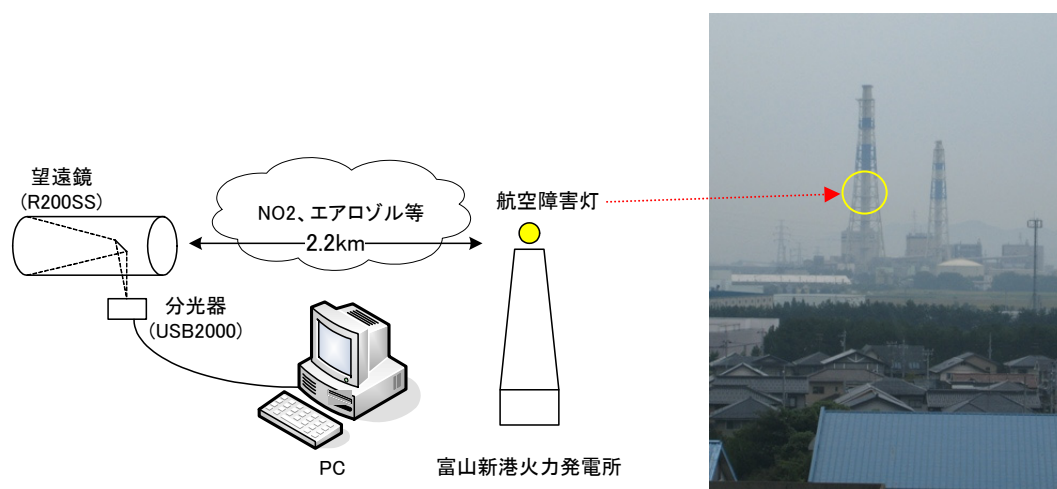 望遠鏡
(R200SS)
NO2、エアロゾル等
2.2km
航空障害灯
分光器
(USB2000)
PC
富山新港火力発電所